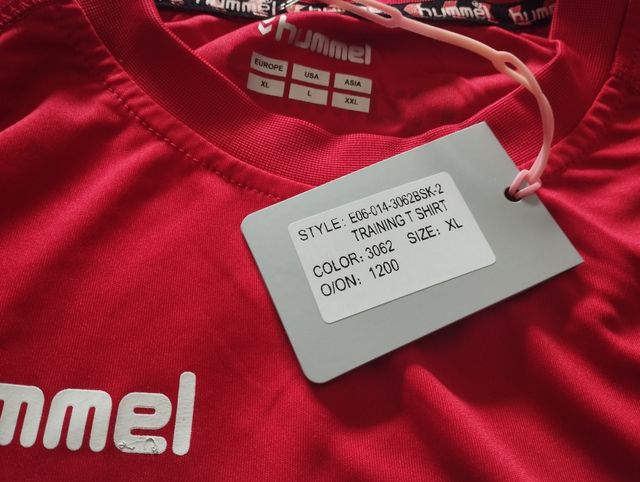 hummel
hummel
hummel
EUROPE USA ASIA
XL L XXL
STYLE: E06-014-3062BSK-2
TRAINING T SHIRT
COLOR: 3062 SIZE: XL
O/ON: 1200
mmel